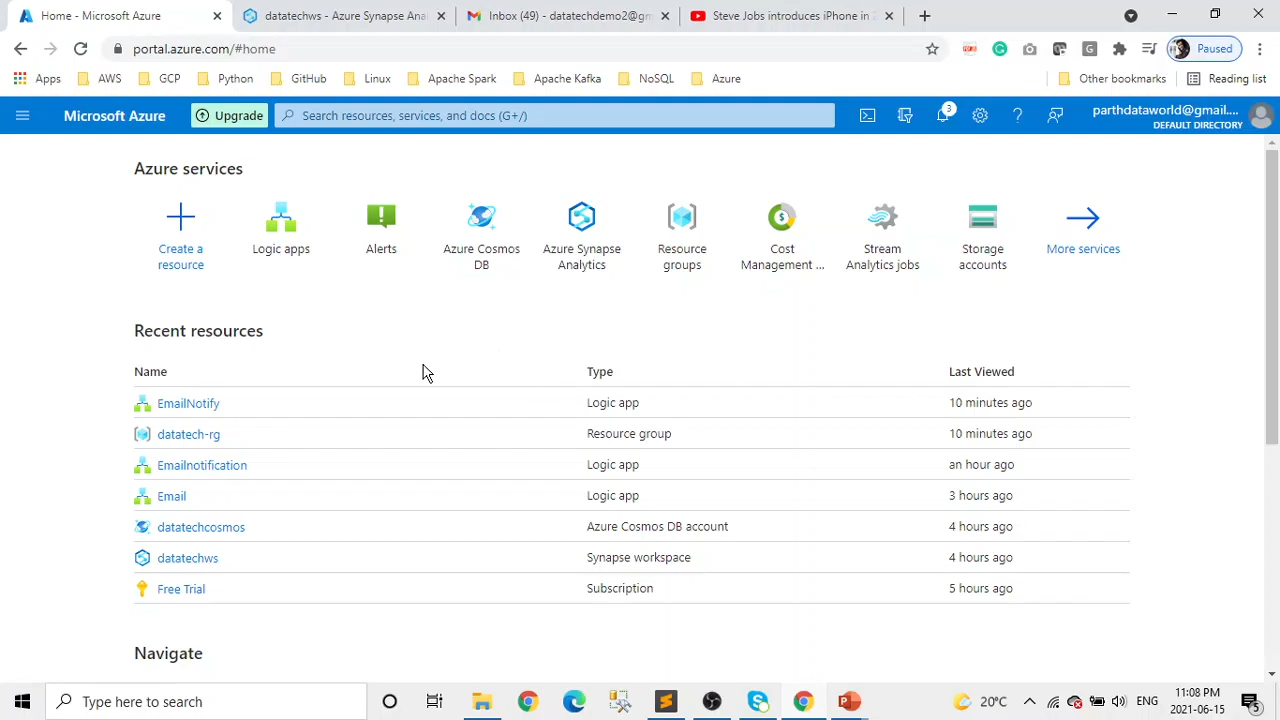 Home - Microsoft Azure
datatechws - Azure Synapse Ana
Inbox (49) - datatechdemo2@gm
Steve Jobs introduces iPhone in 2
portal.azure.com/#home
Paused
Apps
AWS
GCP
Python
GitHub
Linux
Apache Spark
Apache Kafka
NoSQL
Azure
Other bookmarks
Reading list
Microsoft Azure
Upgrade
Search resources, services, and docs (G+/)
3
parthdataworld@gmail....
DEFAULT DIRECTORY
Azure services
Create a
resource
Logic apps
Alerts
Azure Cosmos
DB
Azure Synapse
Analytics
Resource
groups
Cost
Management ...
Stream
Analytics jobs
Storage
accounts
More services
Recent resources
Name Type Last Viewed
EmailNotify Logic app 10 minutes ago
datatech-rg Resource group 10 minutes ago
Emailnotification Logic app an hour ago
Email Logic app 3 hours ago
datatechcosmos Azure Cosmos DB account 4 hours ago
datatechws Synapse workspace 4 hours ago
Free Trial Subscription 5 hours ago
Navigate
Type here to search
20°C
ENG
11:08 PM
2021-06-15
5